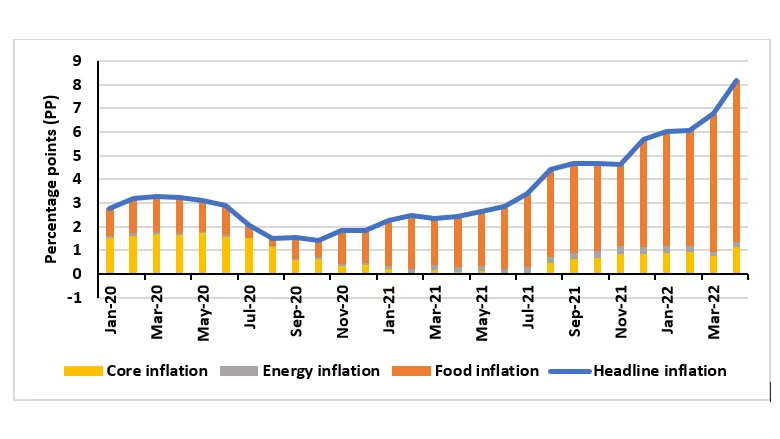 Percentage points (PP)
9
8
7
6
5
4
3
2
1
0
-1
Jan-20
Mar-20
May-20
Jul-20
Sep-20
Nov-20
Jan-21
Mar-21
May-21
Jul-21
Sep-21
Nov-21
Jan-22
Mar-22
Core inflation
Energy inflation
Food inflation
Headline inflation